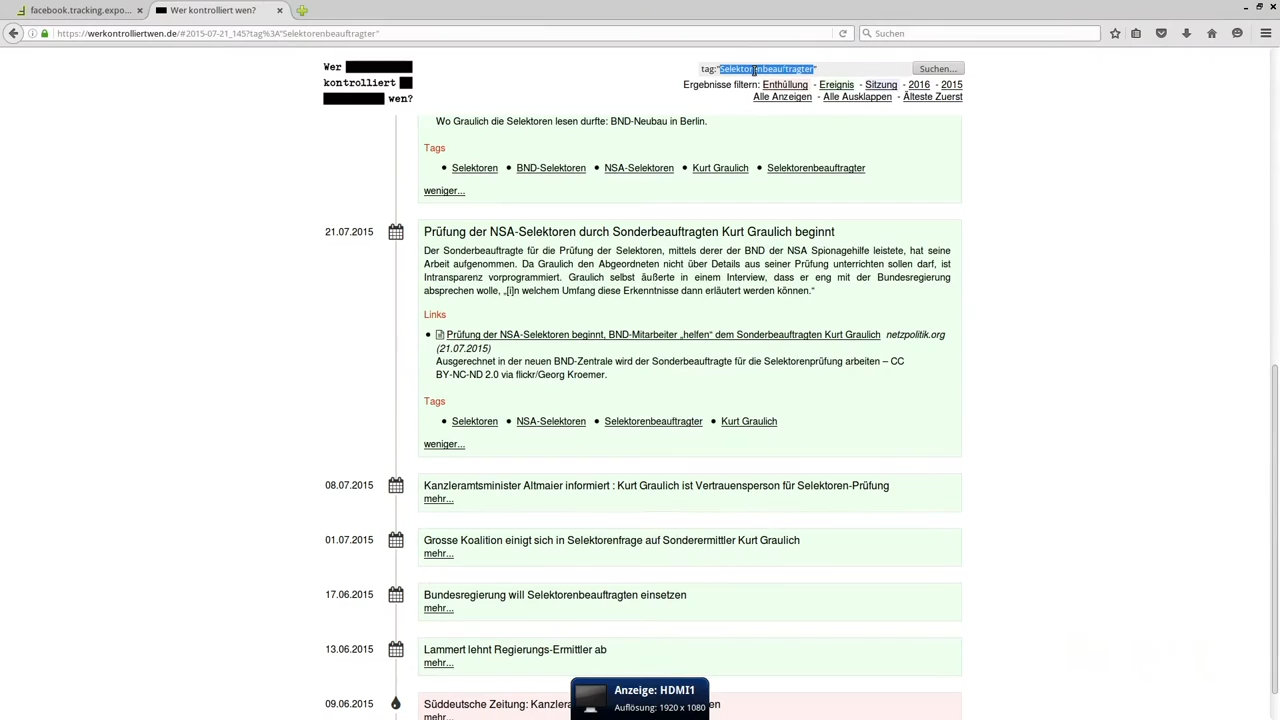 facebook.tracking.expo...
Wer kontrolliert wen?
https://werkontrolliertwen.de/#2015-07-21_145?tag%3A"Selektorenbeauftragter"
Suchen
Wer
kontrolliert
wen?
tag:"Selektorenbeauftragter"
Suchen...
Ergebnisse filtern: Enthüllung - Ereignis - Sitzung - 2016 - 2015
Alle Anzeigen - Alle Ausklappen - Älteste Zuerst
Wo Graulich die Selektoren lesen durfte: BND-Neubau in Berlin.
Tags
Selektoren • BND-Selektoren • NSA-Selektoren • Kurt Graulich • Selektorenbeauftragter
weniger...
21.07.2015
Prüfung der NSA-Selektoren durch Sonderbeauftragten Kurt Graulich beginnt
Der Sonderbeauftragte für die Prüfung der Selektoren, mittels derer der BND der NSA Spionagehilfe leistete, hat seine
Arbeit aufgenommen. Da Graulich den Abgeordneten nicht über Details aus seiner Prüfung unterrichten sollen darf, ist
Intransparenz vorprogrammiert. Graulich selbst äußerte in einem Interview, dass er eng mit der Bundesregierung
absprechen wolle, „[i]n welchem Umfang diese Erkenntnisse dann erläutert werden können.“
Links
Prüfung der NSA-Selektoren beginnt, BND-Mitarbeiter „helfen“ dem Sonderbeauftragten Kurt Graulich netzpolitik.org
(21.07.2015)
Ausgerechnet in der neuen BND-Zentrale wird der Sonderbeauftragte für die Selektorenprüfung arbeiten – CC
BY-NC-ND 2.0 via flickr/Georg Kroemer.
Tags
Selektoren • NSA-Selektoren • Selektorenbeauftragter • Kurt Graulich
weniger...
08.07.2015
Kanzleramtsminister Altmaier informiert : Kurt Graulich ist Vertrauensperson für Selektoren-Prüfung
mehr...
01.07.2015
Grosse Koalition einigt sich in Selektorenfrage auf Sonderermittler Kurt Graulich
mehr...
17.06.2015
Bundesregierung will Selektorenbeauftragten einsetzen
mehr...
13.06.2015
Lammert lehnt Regierungs-Ermittler ab
mehr...
09.06.2015
Süddeutsche Zeitung: Kanzlera
mehr...
Anzeige: HDMI1
Auflösung: 1920 x 1080